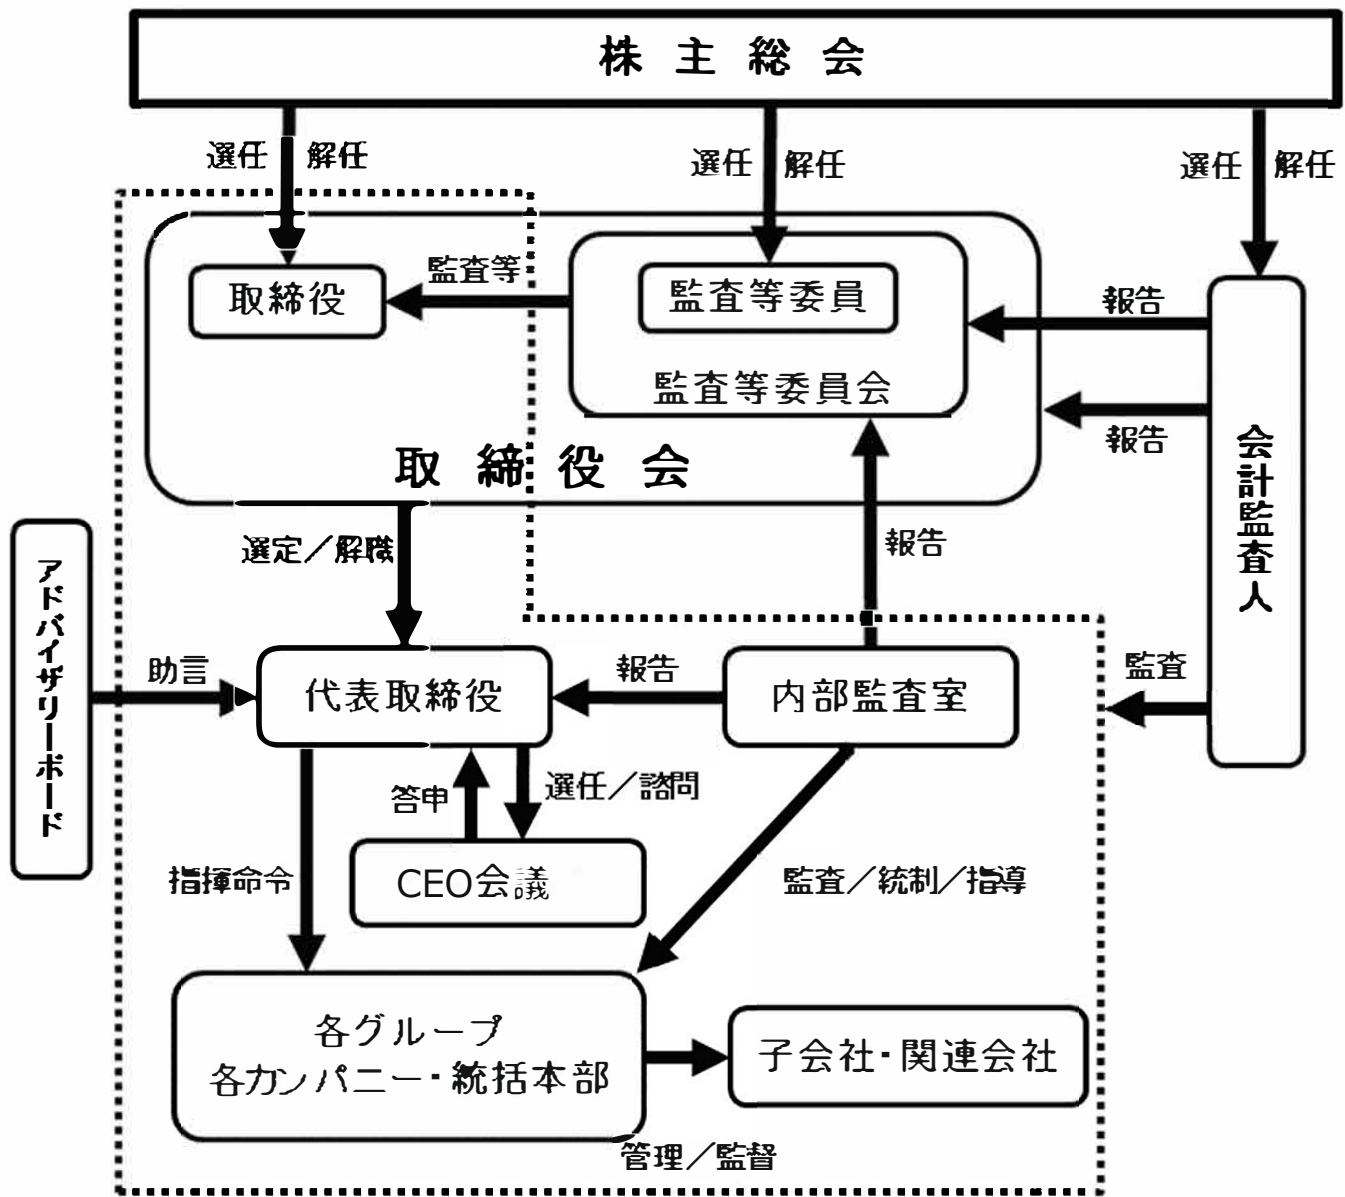 株主総会
選任 解任
選任 解任
選任 解任
取締役
監査等
監査等委員
監査等委員会
取締役会
報告
報告
会計監査人
選定／解職
報告
アドバイザリーボード
助言
代表取締役
報告
内部監査室
監査
答申
選任／諮問
CEO会議
指揮命令
監査／統制／指導
各グループ
各カンパニー・統括本部
子会社・関連会社
管理／監督